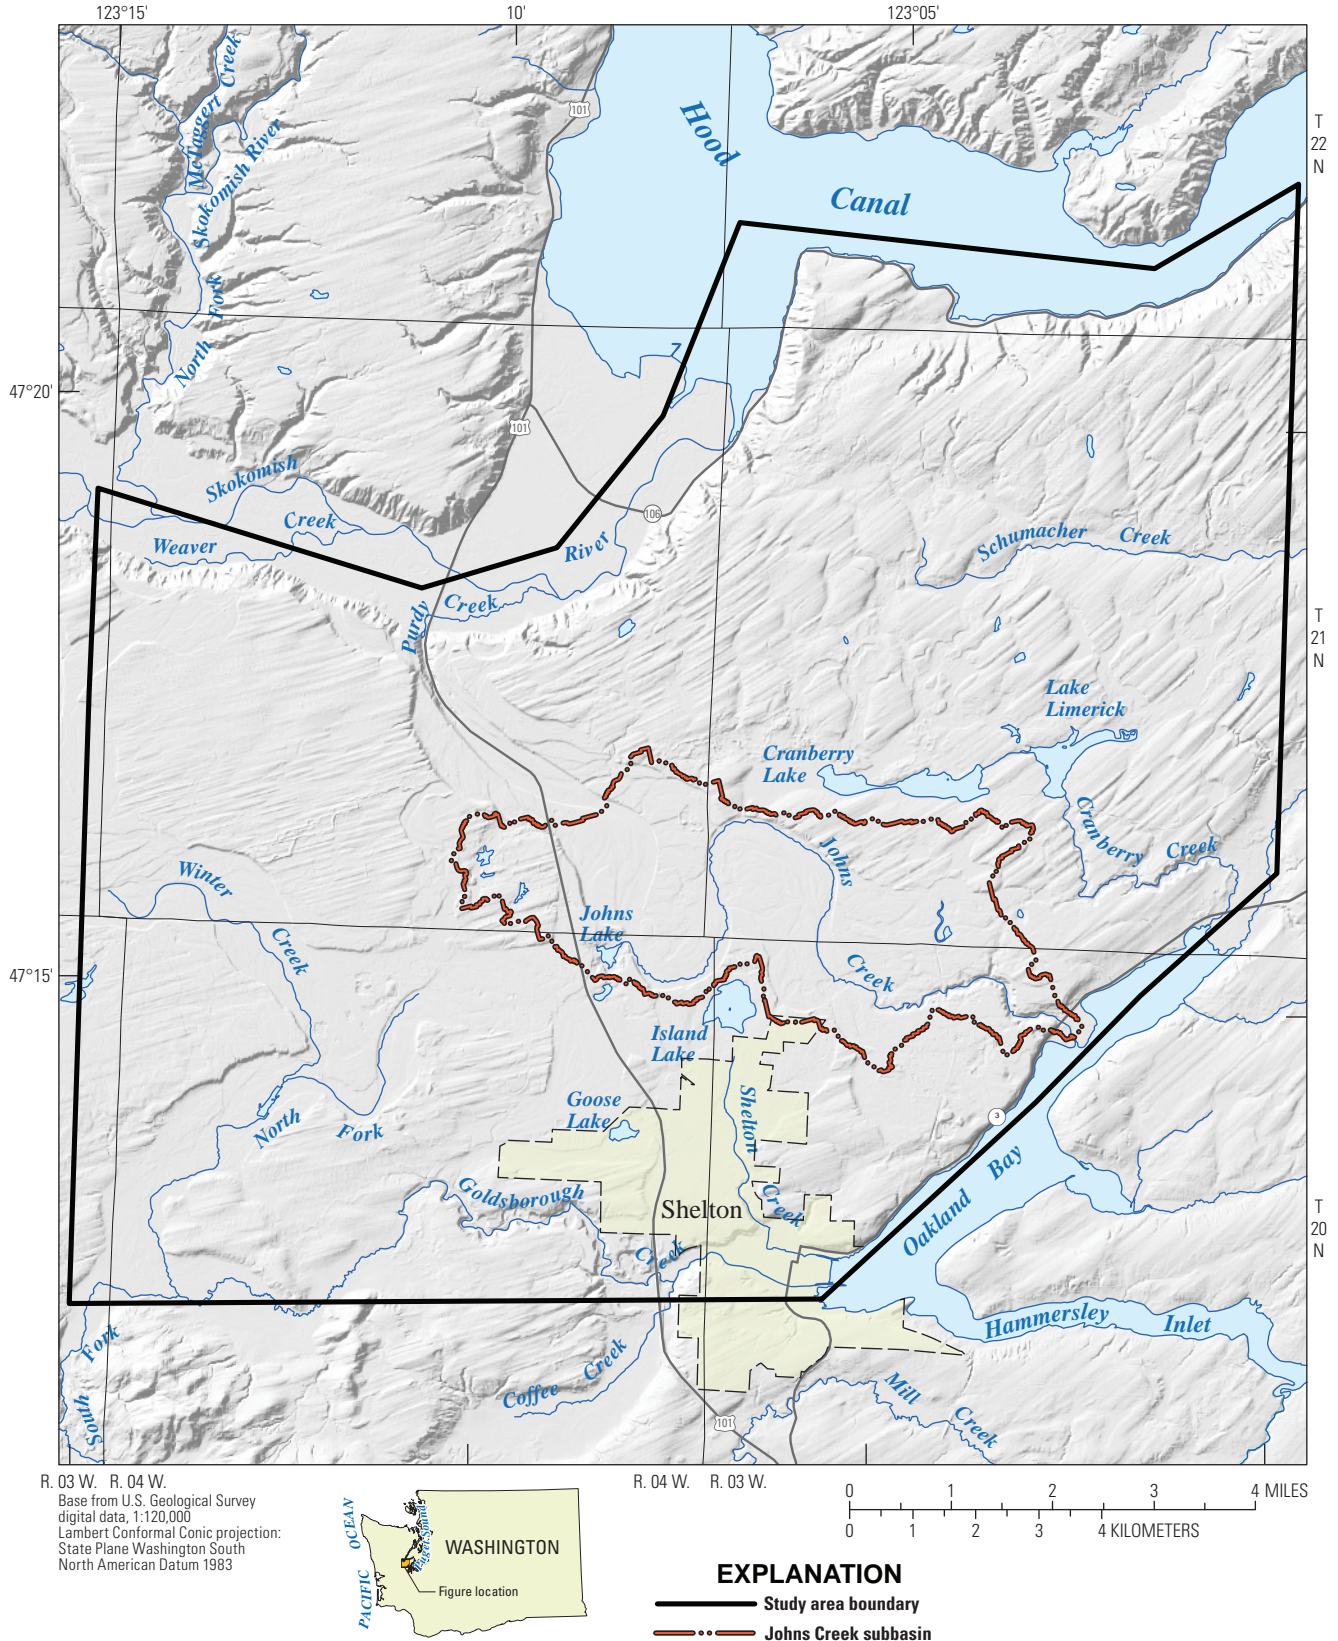 123°15'
10'
123°05'
McTaggert Creek
Skokomish River
North Fork
101
Hood
Canal
T
22
N
47°20'
7
101
106
Skokomish
Creek
Weaver
River
Creek
Purdy
Schumacher Creek
T
21
N
Lake
Limerick
Cranberry
Lake
Cranberry
Creek
Johns
Winter
Creek
Johns
Lake
Creek
47°15'
Island
Lake
Goose
Lake
Shelton
Creek
North
Fork
3
Oakland Bay
Goldsborough
Creek
Shelton
T
20
N
Hammersley Inlet
South Fork
Coffee Creek
Mill
Creek
101
R. 03 W. R. 04 W.
R. 04 W. R. 03 W.
Base from U.S. Geological Survey
digital data, 1:120,000
Lambert Conformal Conic projection:
State Plane Washington South
North American Datum 1983
PACIFIC OCEAN
Puget Sound
WASHINGTON
Figure location
0 1 2 3 4 MILES
0 1 2 3 4 KILOMETERS
EXPLANATION
Study area boundary
Johns Creek subbasin